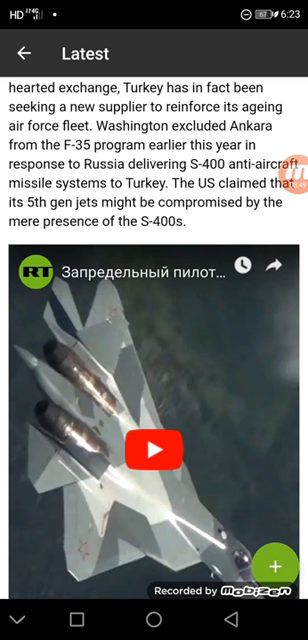 HD 4G 67 6:23
Latest
hearted exchange, Turkey has in fact been
seeking a new supplier to reinforce its ageing
air force fleet. Washington excluded Ankara
from the F-35 program earlier this year in
response to Russia delivering S-400 anti-aircraft
missile systems to Turkey. The US claimed that
its 5th gen jets might be compromised by the
mere presence of the S-400s.
RT Запредельный пилот...
Recorded by Mobizen